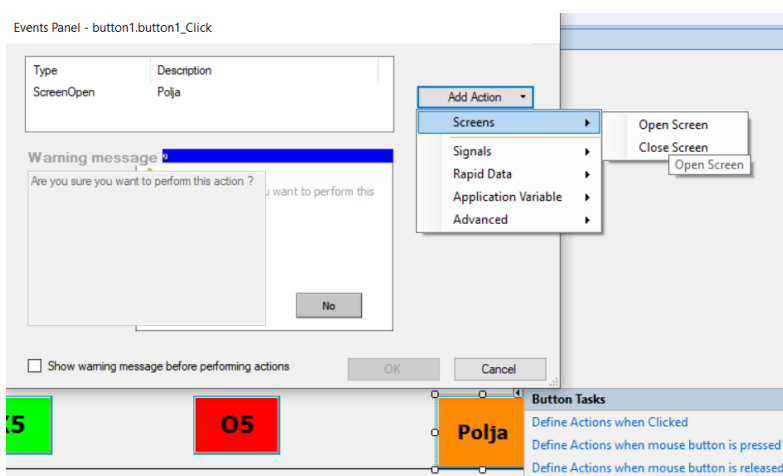 Events Panel - button1.button1_Click
Type Description
ScreenOpen Polja
Add Action
Screens
Signals
Rapid Data
Application Variable
Advanced
Open Screen
Close Screen
Open Screen
Warning message
Are you sure you want to perform this action ?
want to perform this
No
Show warning message before performing actions
OK
Cancel
5
O5
Polja
Button Tasks
Define Actions when Clicked
Define Actions when mouse button is pressed
Define Actions when mouse button is released